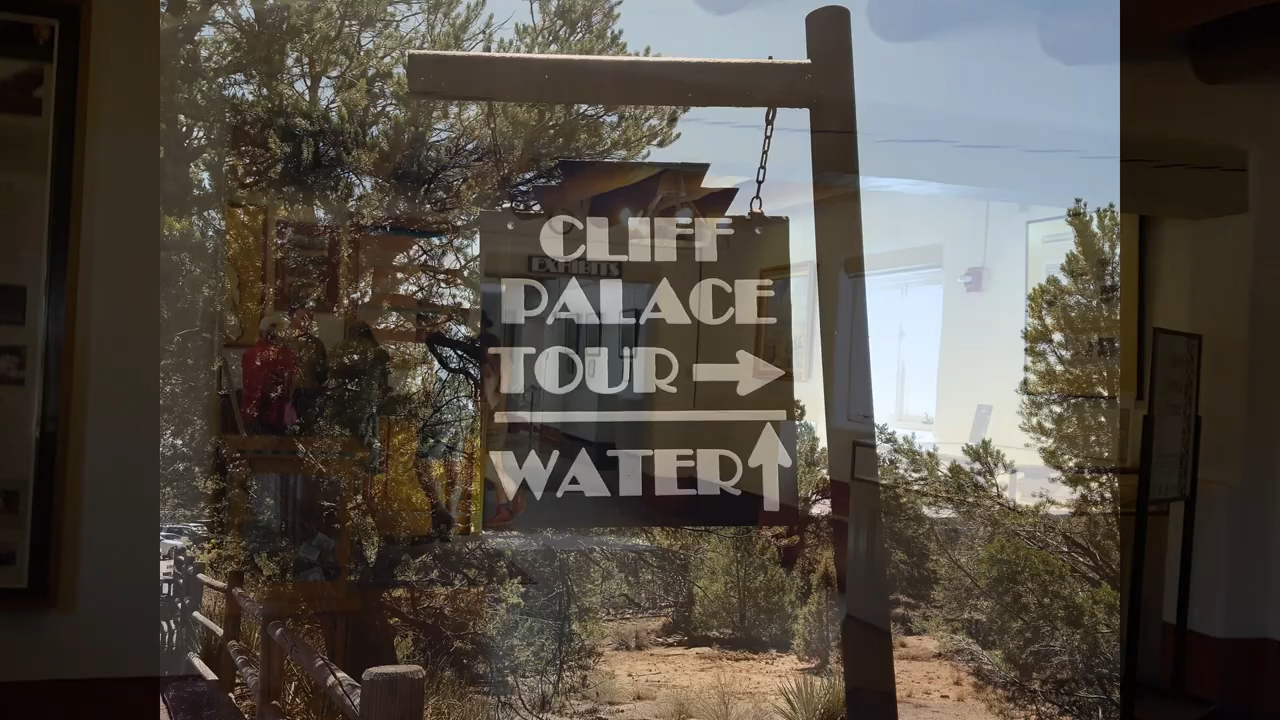 CLIFF
EXHIBITS
PALACE
TOUR →
WATER ↑